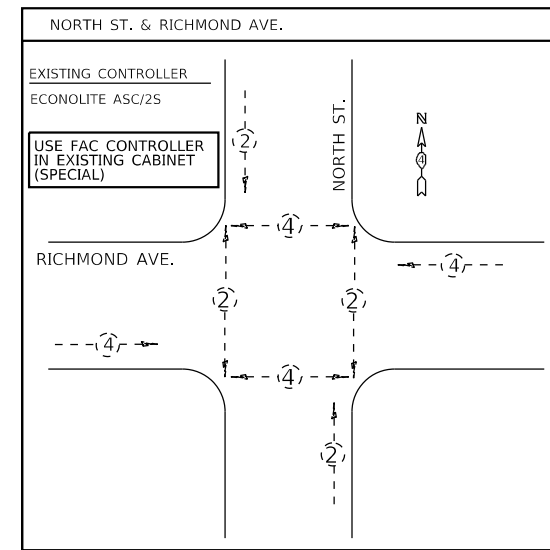 NORTH ST. & RICHMOND AVE.
EXISTING CONTROLLER
ECONOLITE ASC/2S
USE FAC CONTROLLER
IN EXISTING CABINET
(SPECIAL)
NORTH ST.
N
4
2
4
RICHMOND AVE.
4
2
2
4
4
2